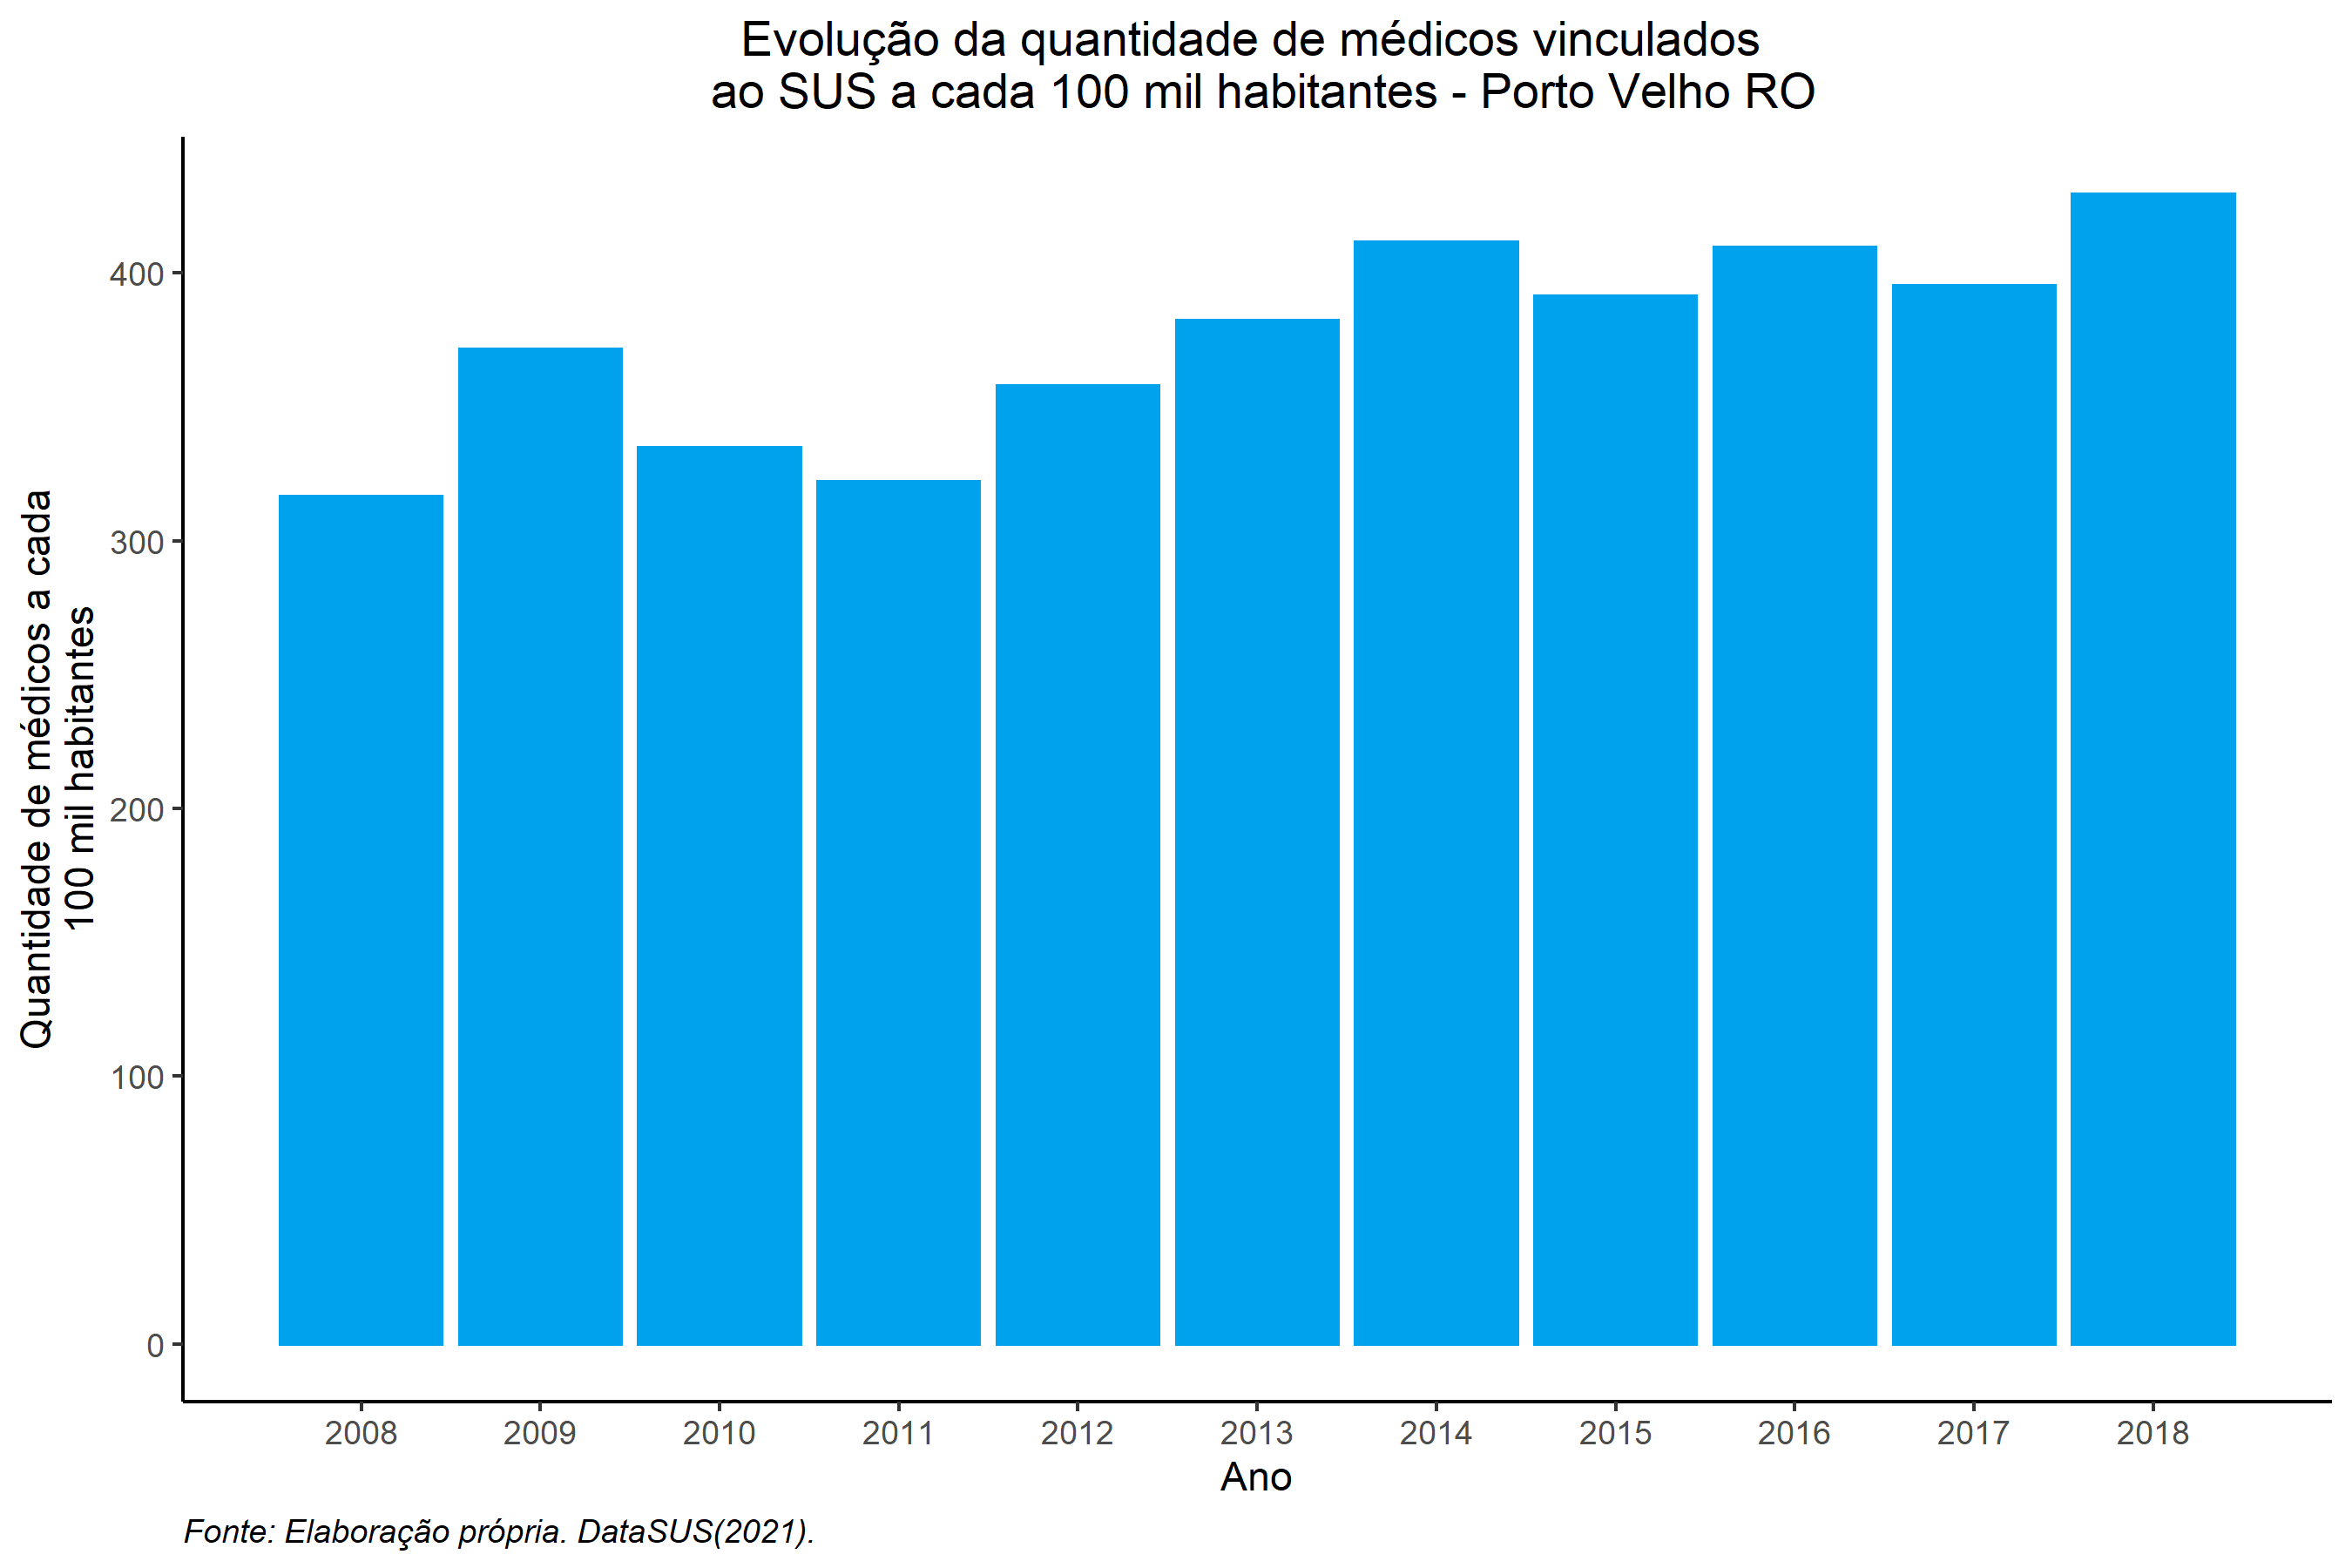 Evolução da quantidade de médicos vinculados
ao SUS a cada 100 mil habitantes - Porto Velho RO
Quantidade de médicos a cada
100 mil habitantes
400
300
200
100
0
2008 2009 2010 2011 2012 2013 2014 2015 2016 2017 2018
Ano
Fonte: Elaboração própria. DataSUS(2021).